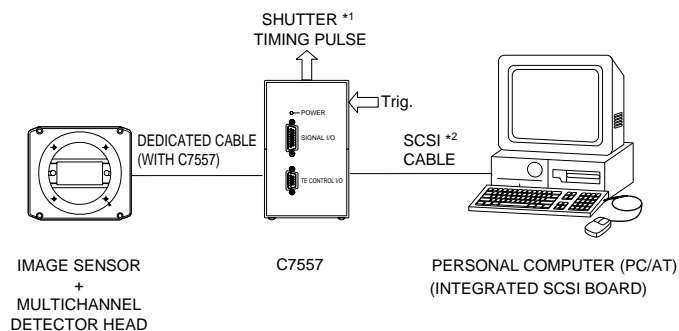 SHUTTER *1
TIMING PULSE
Trig.
POWER
SIGNAL I/O
TE CONTROL I/O
DEDICATED CABLE
(WITH C7557)
SCSI *2
CABLE
IMAGE SENSOR
+
MULTICHANNEL
DETECTOR HEAD
C7557
PERSONAL COMPUTER (PC/AT)
(INTEGRATED SCSI BOARD)